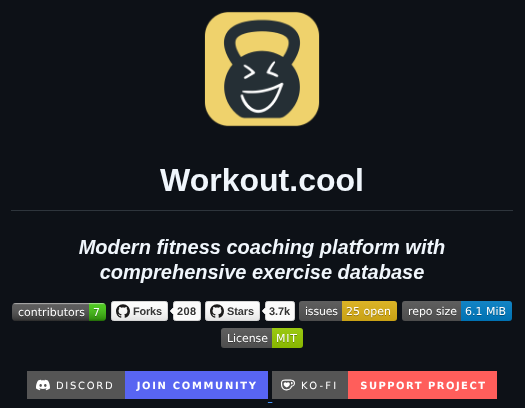 Workout.cool
Modern fitness coaching platform with
comprehensive exercise database
contributors 7 Forks 208 Stars 3.7k issues 25 open repo size 6.1 MiB
License MIT
DISCORD JOIN COMMUNITY KO-FI SUPPORT PROJECT